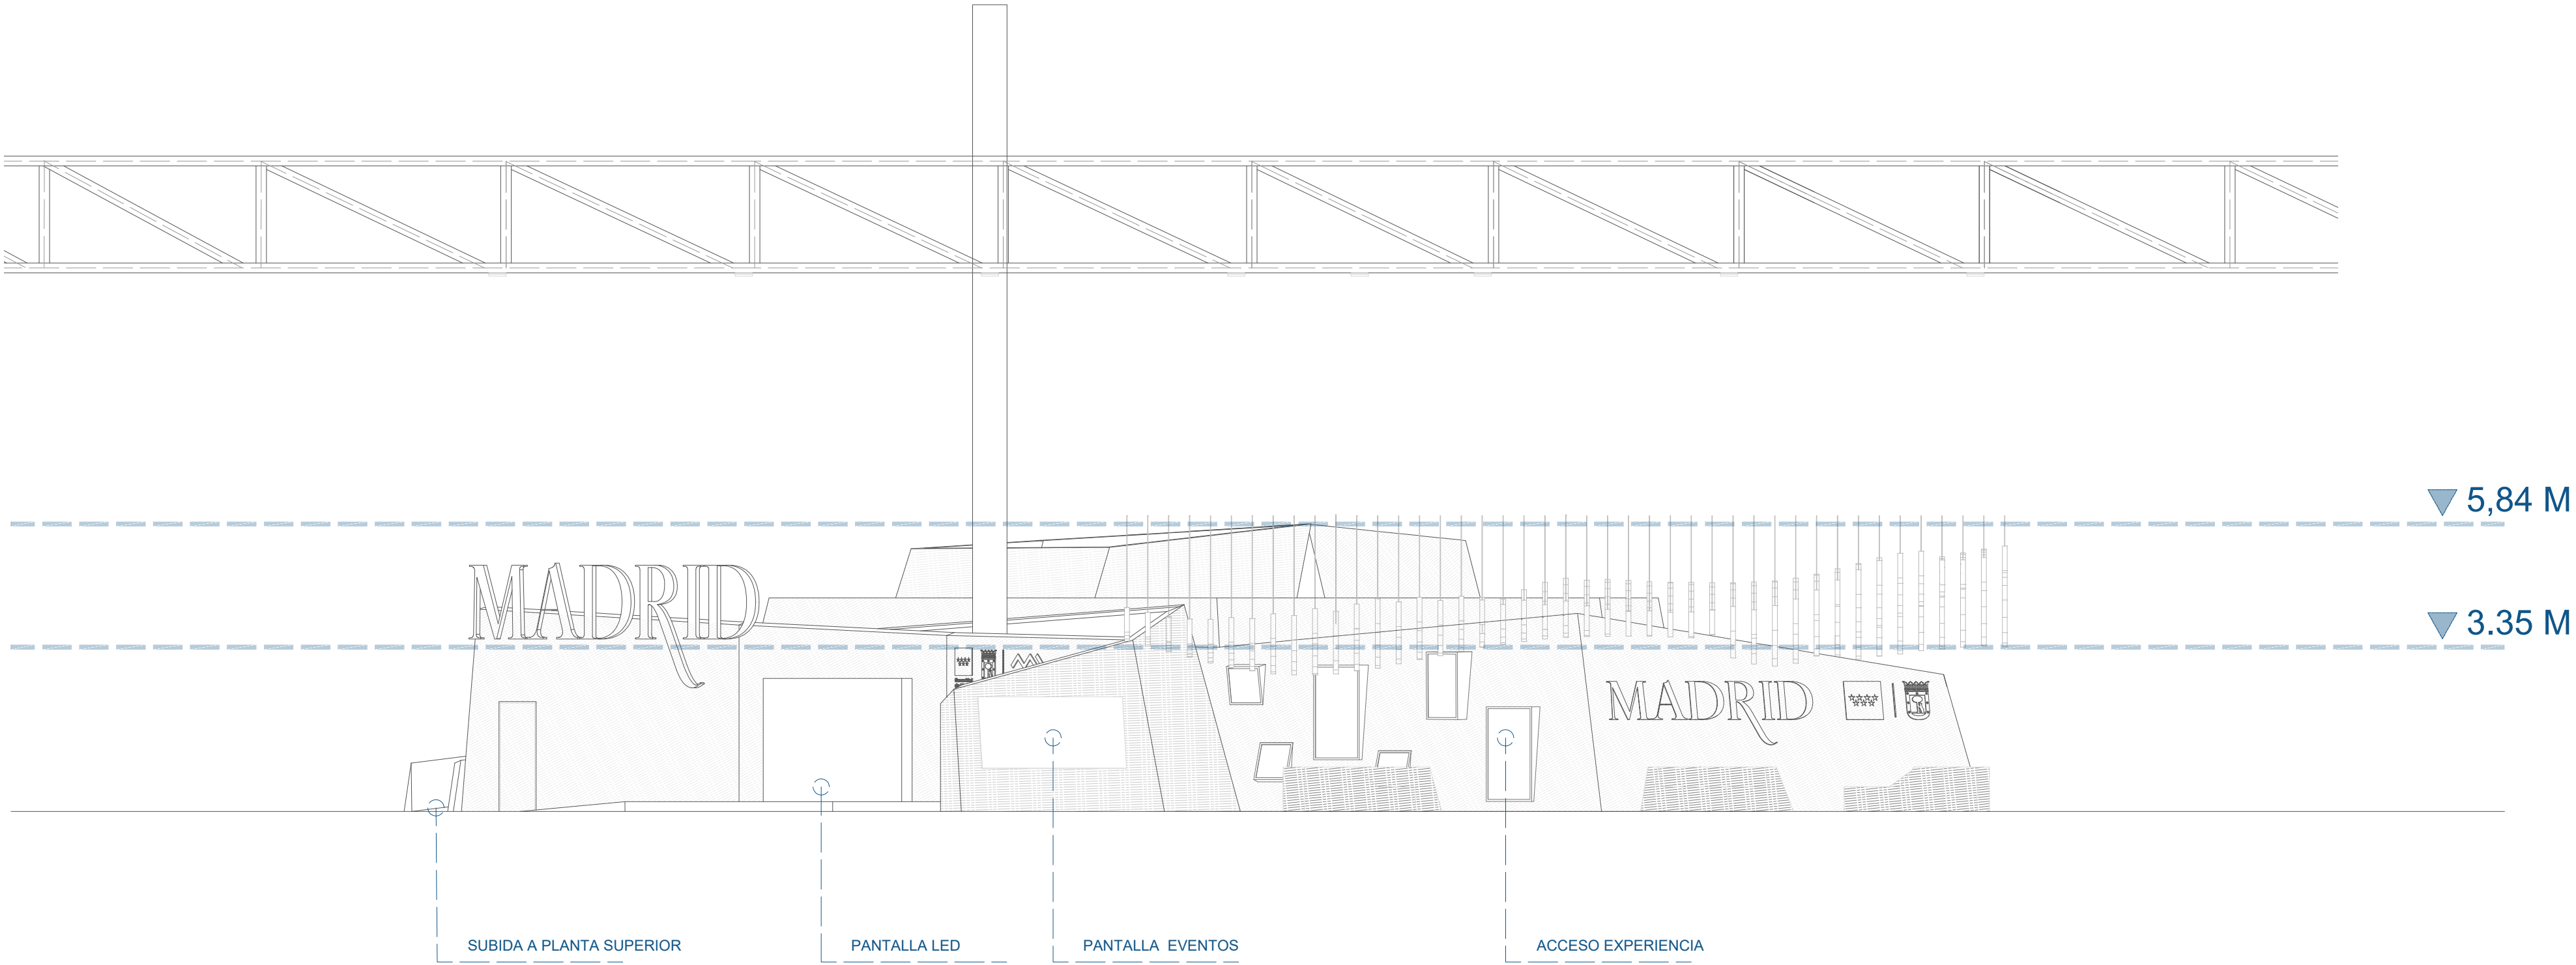 5,84 M
MADRID
3.35 M
MADRID
SUBIDA A PLANTA SUPERIOR
PANTALLA LED
PANTALLA EVENTOS
ACCESO EXPERIENCIA